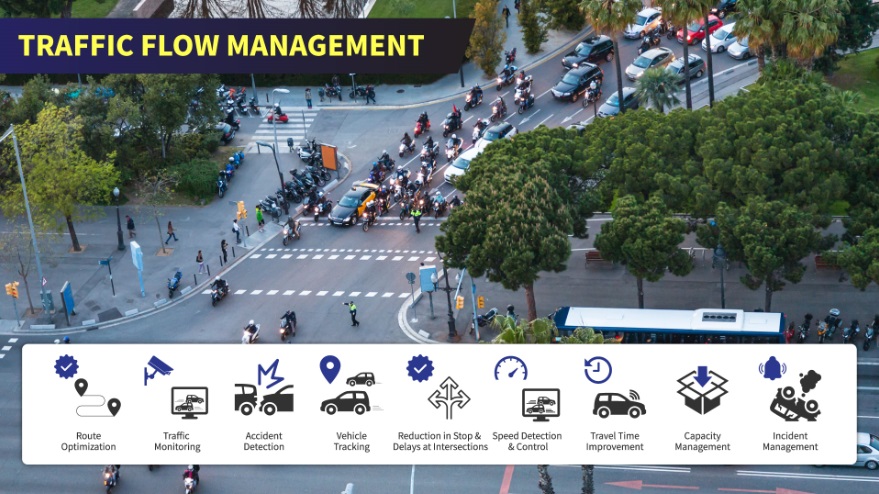 TRAFFIC FLOW MANAGEMENT
Route
Optimization
Traffic
Monitoring
Accident
Detection
Vehicle
Tracking
Reduction in Stop &
Delays at Intersections
Speed Detection
& Control
Travel Time
Improvement
Capacity
Management
Incident
Management